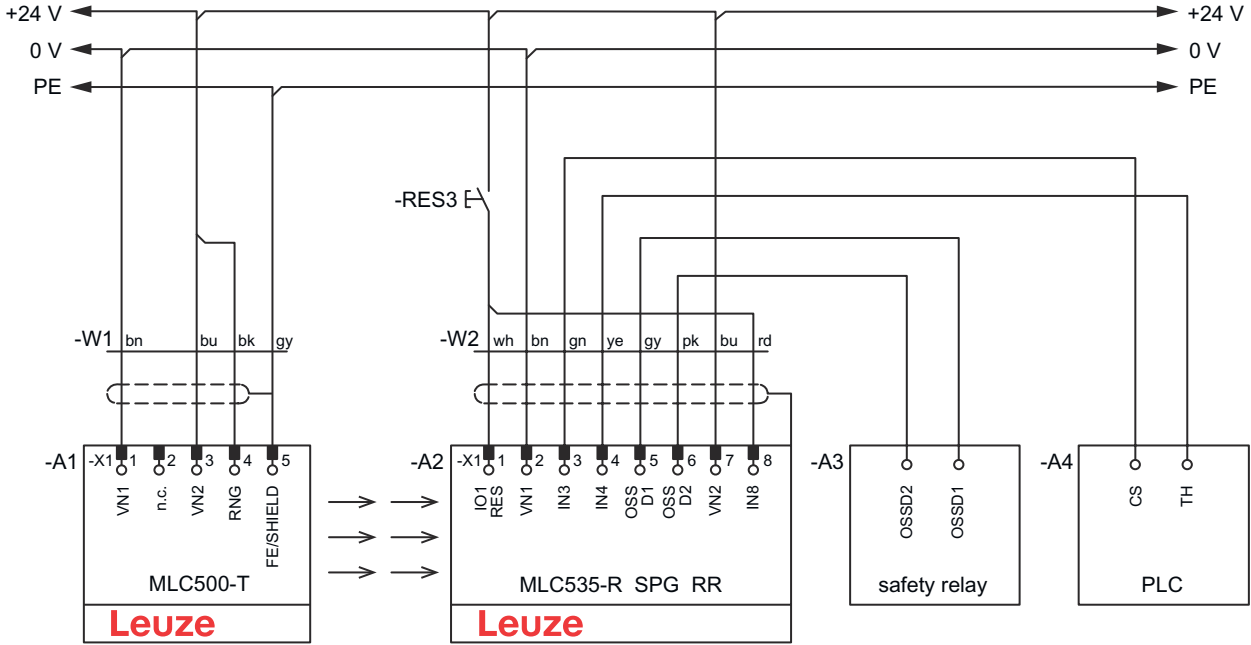 +24 V +24 V
0 V 0 V
PE PE
-RES3
-W1 bn bu bk gy
-W2 wh bn gn ye gy pk bu rd
-A1 -X1 1 2 3 4 5
VN1
n.c.
VN2
RNG
FE/SHIELD
MLC500-T
Leuze
-A2 -X1 1 2 3 4 5 6 7 8
IO1
RES
VN1
IN3
IN4
OSS
D1
OSS
D2
VN2
IN8
MLC535-R SPG RR
Leuze
-A3
OSSD2
OSSD1
safety relay
-A4
CS
TH
PLC